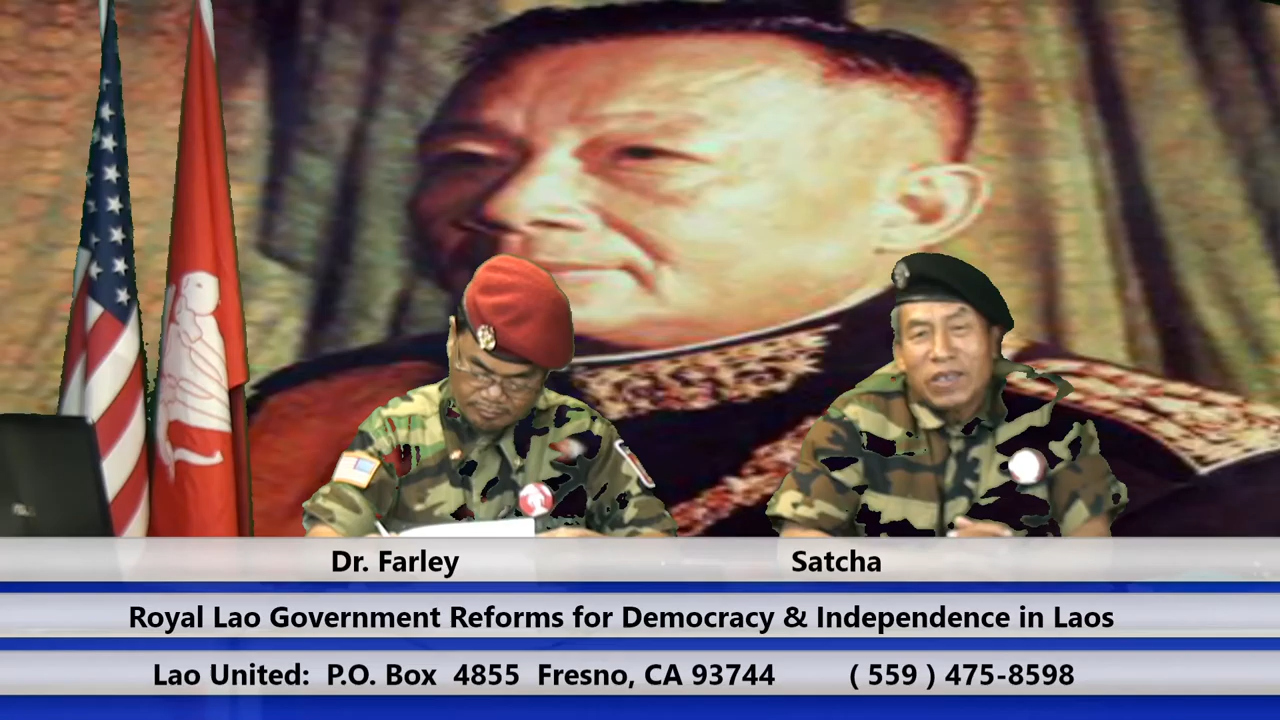 Dr. Farley Satcha
Royal Lao Government Reforms for Democracy & Independence in Laos
Lao United: P.O. Box 4855 Fresno, CA 93744 ( 559 ) 475-8598